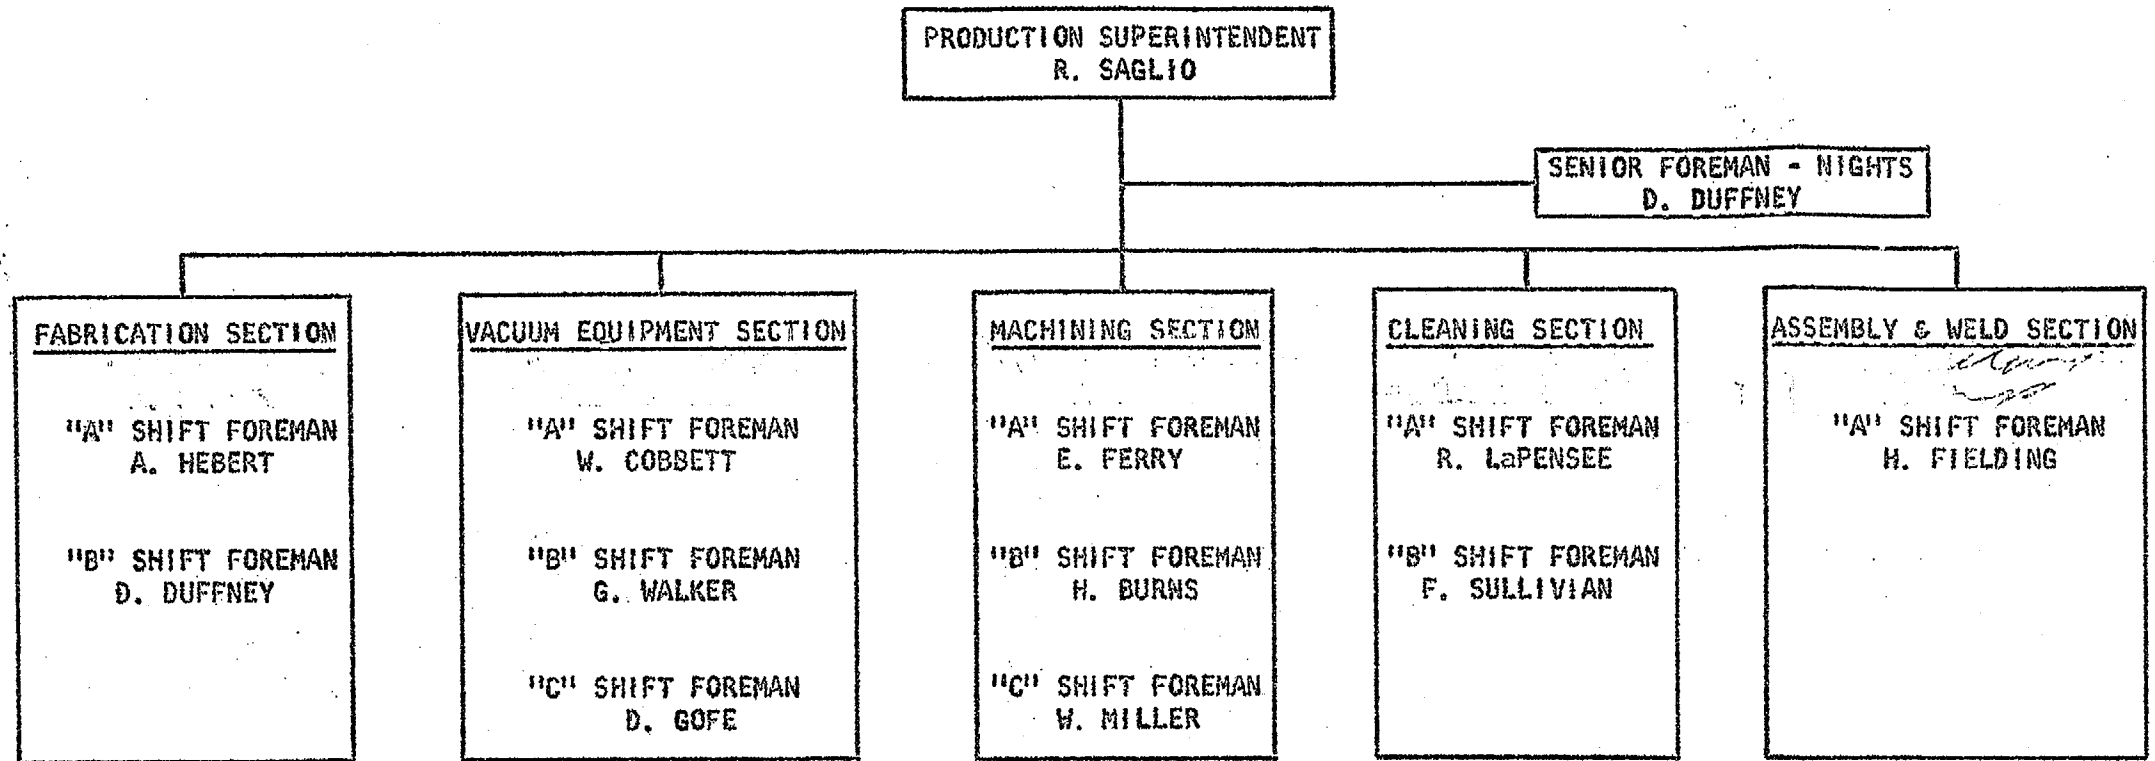 PRODUCTION SUPERINTENDENT
R. SAGLIO
SENIOR FOREMAN - NIGHTS
D. DUFFNEY
FABRICATION SECTION
"A" SHIFT FOREMAN
A. HEBERT
"B" SHIFT FOREMAN
D. DUFFNEY
VACUUM EQUIPMENT SECTION
"A" SHIFT FOREMAN
W. COBBETT
"B" SHIFT FOREMAN
G. WALKER
"C" SHIFT FOREMAN
D. GOFE
MACHINING SECTION
"A" SHIFT FOREMAN
E. FERRY
"B" SHIFT FOREMAN
H. BURNS
"C" SHIFT FOREMAN
W. MILLER
CLEANING SECTION
"A" SHIFT FOREMAN
R. LaPENSEE
"B" SHIFT FOREMAN
F. SULLIVIAN
ASSEMBLY & WELD SECTION
"A" SHIFT FOREMAN
H. FIELDING